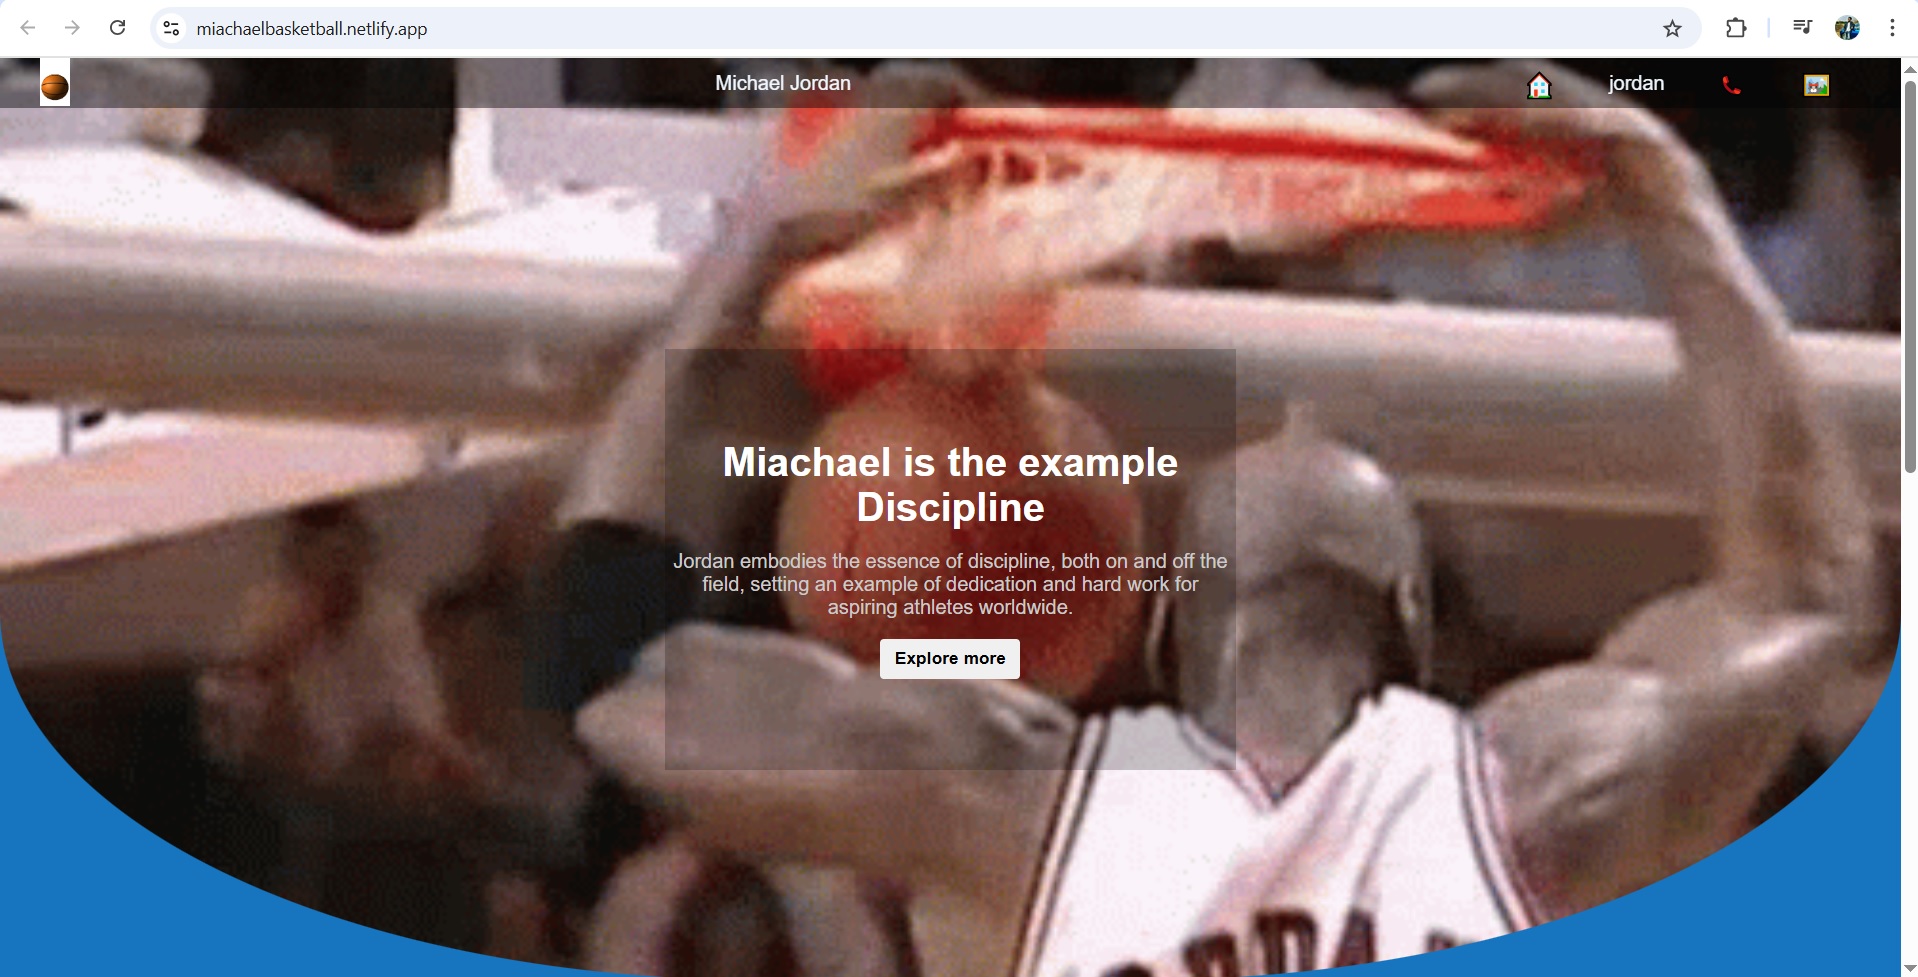 miachaelbasketball.netlify.app
Michael Jordan
jordan
Miachael is the example
Discipline
Jordan embodies the essence of discipline, both on and off the
field, setting an example of dedication and hard work for
aspiring athletes worldwide.
Explore more